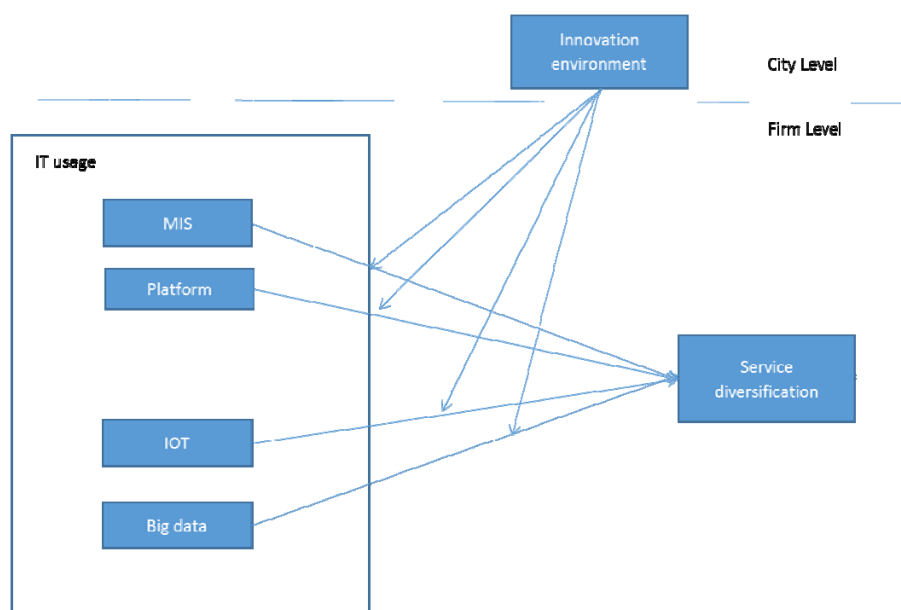 Innovation
environment
City Level
Firm Level
IT usage
MIS
Platform
Service
diversification
IOT
Big data